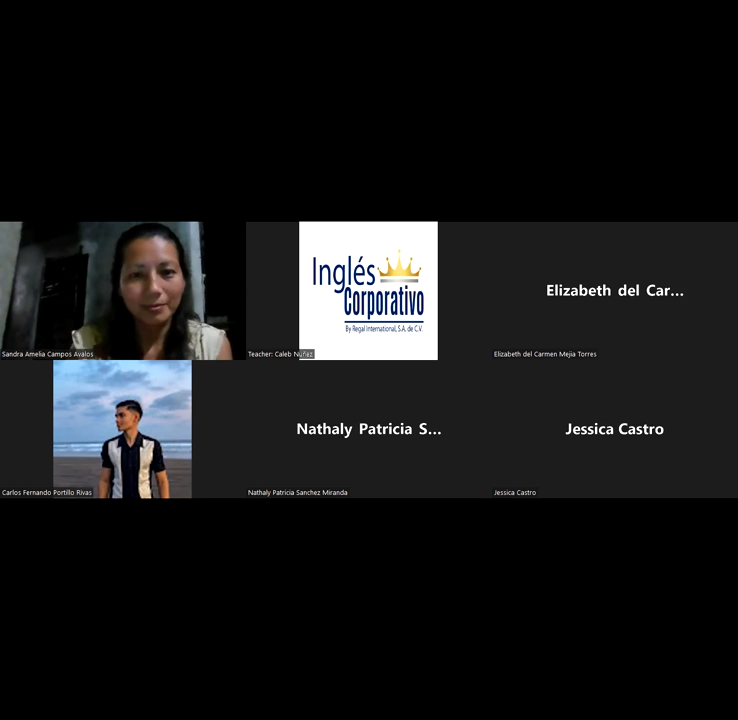 Inglés
Corporativo
By Regal International, S.A. de C.V.
Elizabeth del Car...
Sandra Amelia Campos Avalos
Teacher: Caleb Nuñez
Elizabeth del Carmen Mejia Torres
Nathaly Patricia S...
Jessica Castro
Carlos Fernando Portillo Rivas
Nathaly Patricia Sanchez Miranda
Jessica Castro